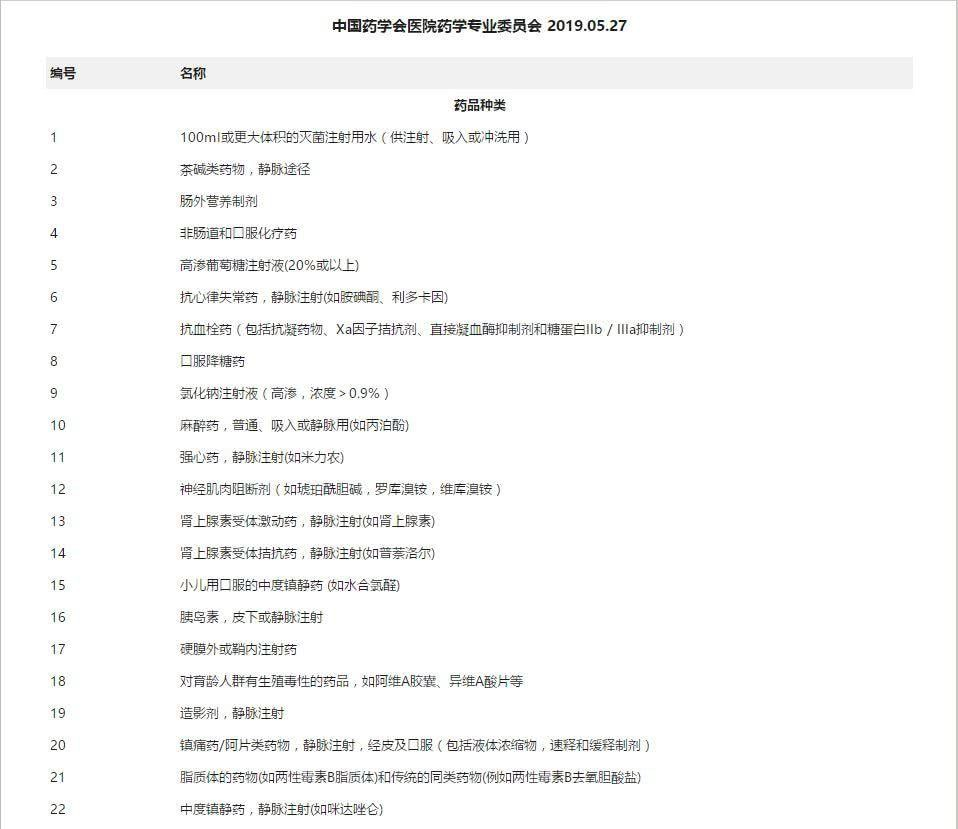 中国药学会医院药学专业委员会 2019.05.27
编号 名称
药品种类
1 100ml或更大体积的灭菌注射用水（供注射、吸入或冲洗用）
2 茶碱类药物，静脉途径
3 肠外营养制剂
4 非肠道和口服化疗药
5 高渗葡萄糖注射液(20%或以上)
6 抗心律失常药，静脉注射(如胺碘酮、利多卡因)
7 抗血栓药（包括抗凝药物、Xa因子拮抗剂、直接凝血酶抑制剂和糖蛋白IIb / IIIa抑制剂）
8 口服降糖药
9 氯化钠注射液（高渗，浓度＞0.9%）
10 麻醉药，普通、吸入或静脉用(如丙泊酚)
11 强心药，静脉注射(如米力农)
12 神经肌肉阻断剂（如琥珀酰胆碱，罗库溴铵，维库溴铵）
13 肾上腺素受体激动药，静脉注射(如肾上腺素)
14 肾上腺素受体拮抗药，静脉注射(如普萘洛尔)
15 小儿用口服的中度镇静药 (如水合氯醛)
16 胰岛素，皮下或静脉注射
17 硬膜外或鞘内注射药
18 对育龄人群有生殖毒性的药品，如阿维A胶囊、异维A酸片等
19 造影剂，静脉注射
20 镇痛药/阿片类药物，静脉注射，经皮及口服（包括液体浓缩物，速释和缓释制剂）
21 脂质体的药物(如两性霉素B脂质体)和传统的同类药物(例如两性霉素B去氧胆酸盐)
22 中度镇静药，静脉注射(如咪达唑仑)